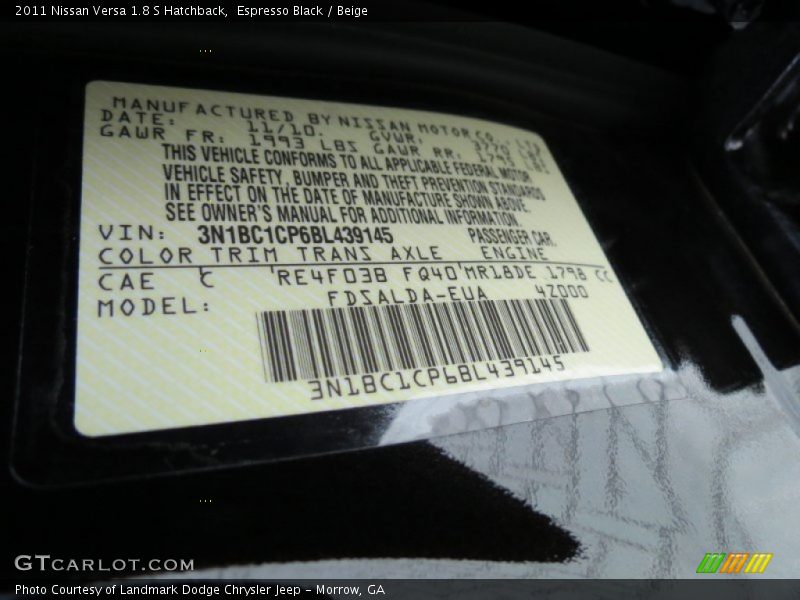 2011 Nissan Versa 1.8 S Hatchback,  Espresso Black / Beige
MANUFACTURED BY NISSAN MOTOR CO., LTD.
DATE: 11/10. GVWR:
GAWR FR: 1993 LBS GAWR RR: 1795 LBS
THIS VEHICLE CONFORMS TO ALL APPLICABLE FEDERAL MOTOR
VEHICLE SAFETY, BUMPER AND THEFT PREVENTION STANDARDS
IN EFFECT ON THE DATE OF MANUFACTURE SHOWN ABOVE.
SEE OWNER'S MANUAL FOR ADDITIONAL INFORMATION.
VIN: 3N1BC1CP6BL439145 PASSENGER CAR.
COLOR TRIM TRANS AXLE ENGINE
CAE C RE4F03B FQ40 MR18DE 1798 CC
MODEL: FDSALDA-EUA 4Z000
3N1BC1CP6BL439145
GTCARLOT.COM
Photo Courtesy of Landmark Dodge Chrysler Jeep - Morrow, GA